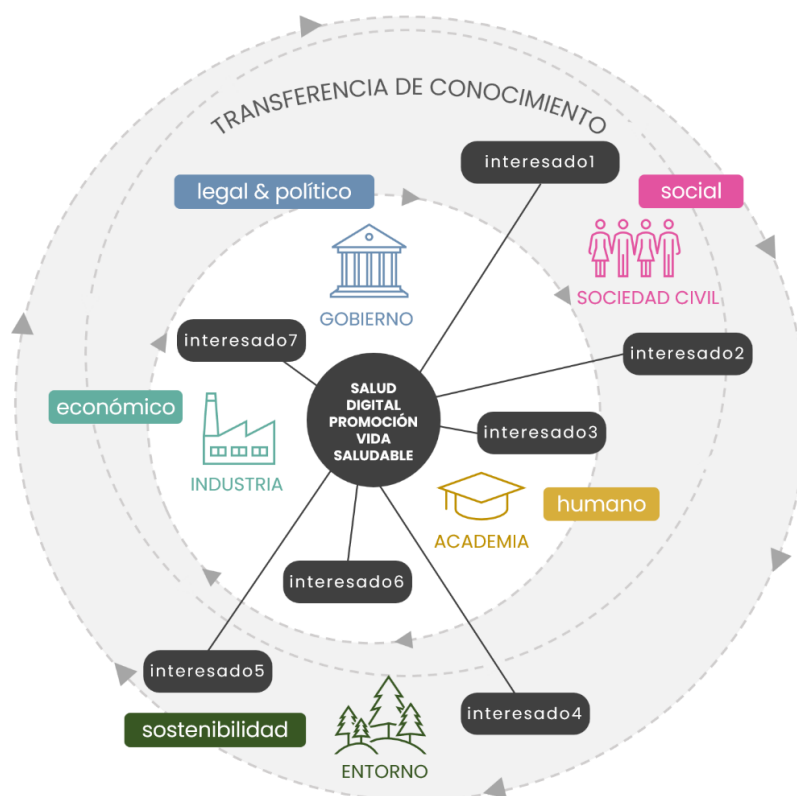 TRANSFERENCIA DE CONOCIMIENTO
interesado1
legal & político
social
GOBIERNO
SOCIEDAD CIVIL
interesado7
interesado2
económico
SALUD
DIGITAL
PROMOCIÓN
VIDA
SALUDABLE
interesado3
INDUSTRIA
humano
ACADEMIA
interesado6
interesado5
interesado4
sostenibilidad
ENTORNO